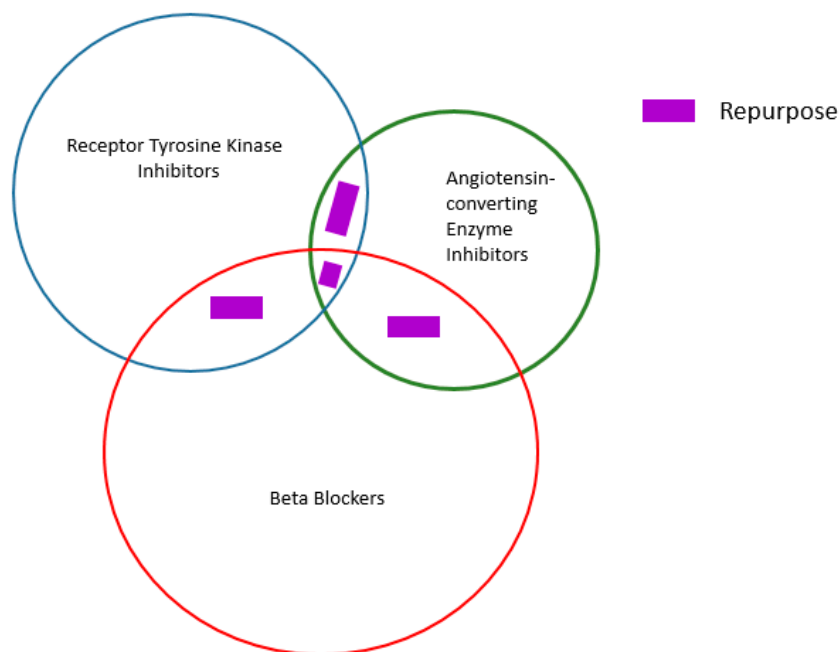 Repurpose
Receptor Tyrosine Kinase
Inhibitors
Angiotensin-
converting
Enzyme
Inhibitors
Beta Blockers